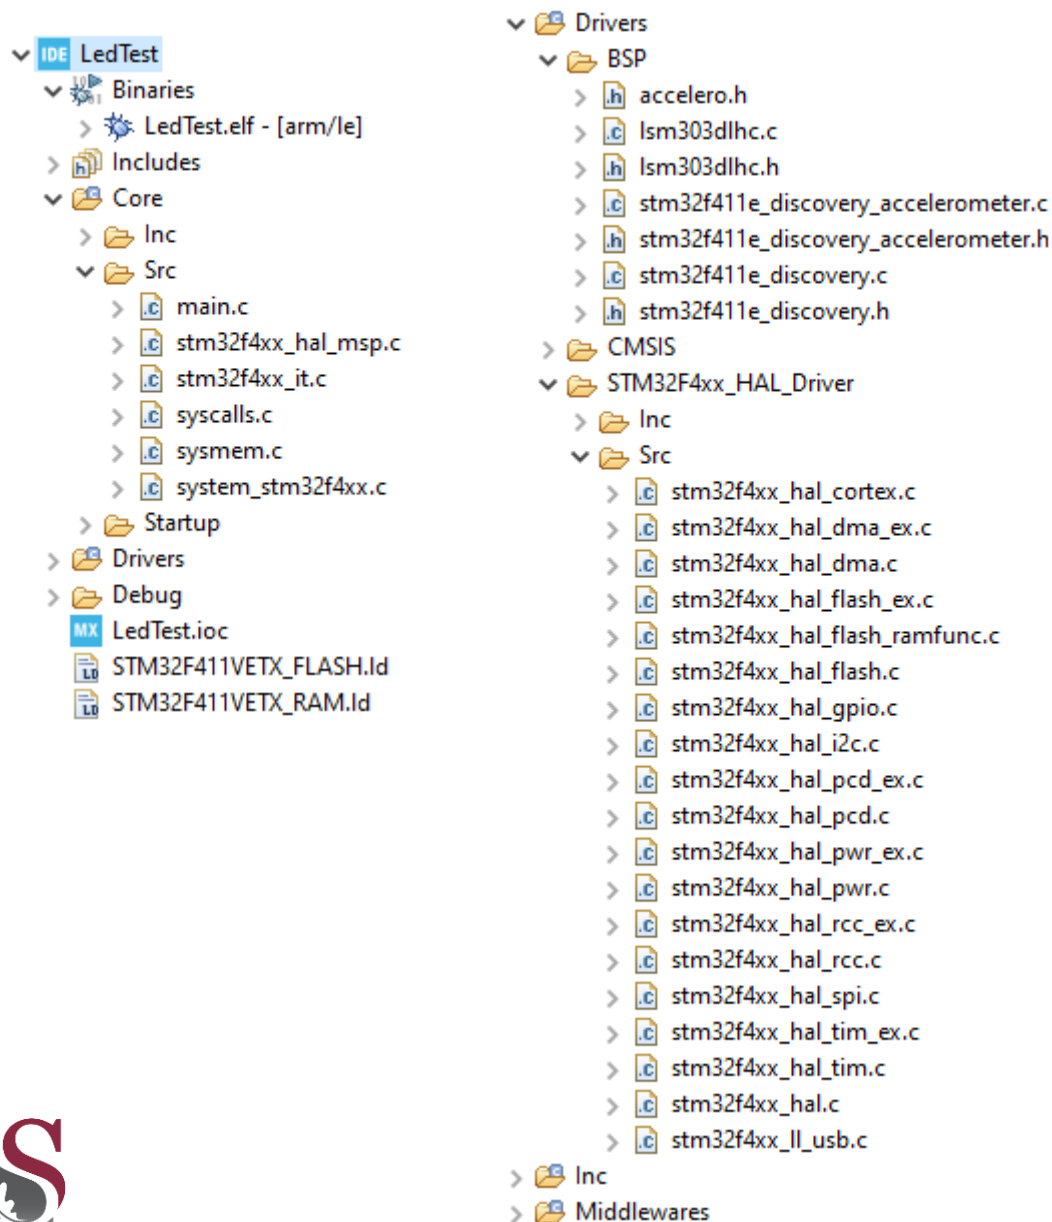 IDE LedTest
Binaries
LedTest.elf - [arm/le]
Includes
Core
Inc
Src
main.c
stm32f4xx_hal_msp.c
stm32f4xx_it.c
syscalls.c
sysmem.c
system_stm32f4xx.c
Startup
Drivers
Debug
MX LedTest.ioc
STM32F411VETX_FLASH.ld
STM32F411VETX_RAM.ld
Drivers
BSP
.h accelero.h
.c lsm303dlhc.c
.h lsm303dlhc.h
.c stm32f411e_discovery_accelerometer.c
.h stm32f411e_discovery_accelerometer.h
.c stm32f411e_discovery.c
.h stm32f411e_discovery.h
CMSIS
STM32F4xx_HAL_Driver
Inc
Src
.c stm32f4xx_hal_cortex.c
.c stm32f4xx_hal_dma_ex.c
.c stm32f4xx_hal_dma.c
.c stm32f4xx_hal_flash_ex.c
.c stm32f4xx_hal_flash_ramfunc.c
.c stm32f4xx_hal_flash.c
.c stm32f4xx_hal_gpio.c
.c stm32f4xx_hal_i2c.c
.c stm32f4xx_hal_pcd_ex.c
.c stm32f4xx_hal_pcd.c
.c stm32f4xx_hal_pwr_ex.c
.c stm32f4xx_hal_pwr.c
.c stm32f4xx_hal_rcc_ex.c
.c stm32f4xx_hal_rcc.c
.c stm32f4xx_hal_spi.c
.c stm32f4xx_hal_tim_ex.c
.c stm32f4xx_hal_tim.c
.c stm32f4xx_hal.c
.c stm32f4xx_ll_usb.c
Inc
Middlewares
S